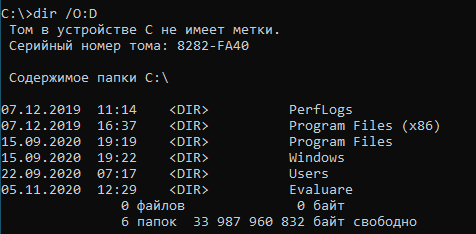 C:\>dir /O:D
Том в устройстве C не имеет метки.
Серийный номер тома: 8282-FA40
Содержимое папки C:\
07.12.2019  11:14    <DIR>          PerfLogs
07.12.2019  16:37    <DIR>          Program Files (x86)
15.09.2020  19:19    <DIR>          Program Files
15.09.2020  19:22    <DIR>          Windows
22.09.2020  07:17    <DIR>          Users
05.11.2020  12:29    <DIR>          Evaluare
0 файлов              0 байт
6 папок  33 987 960 832 байт свободно